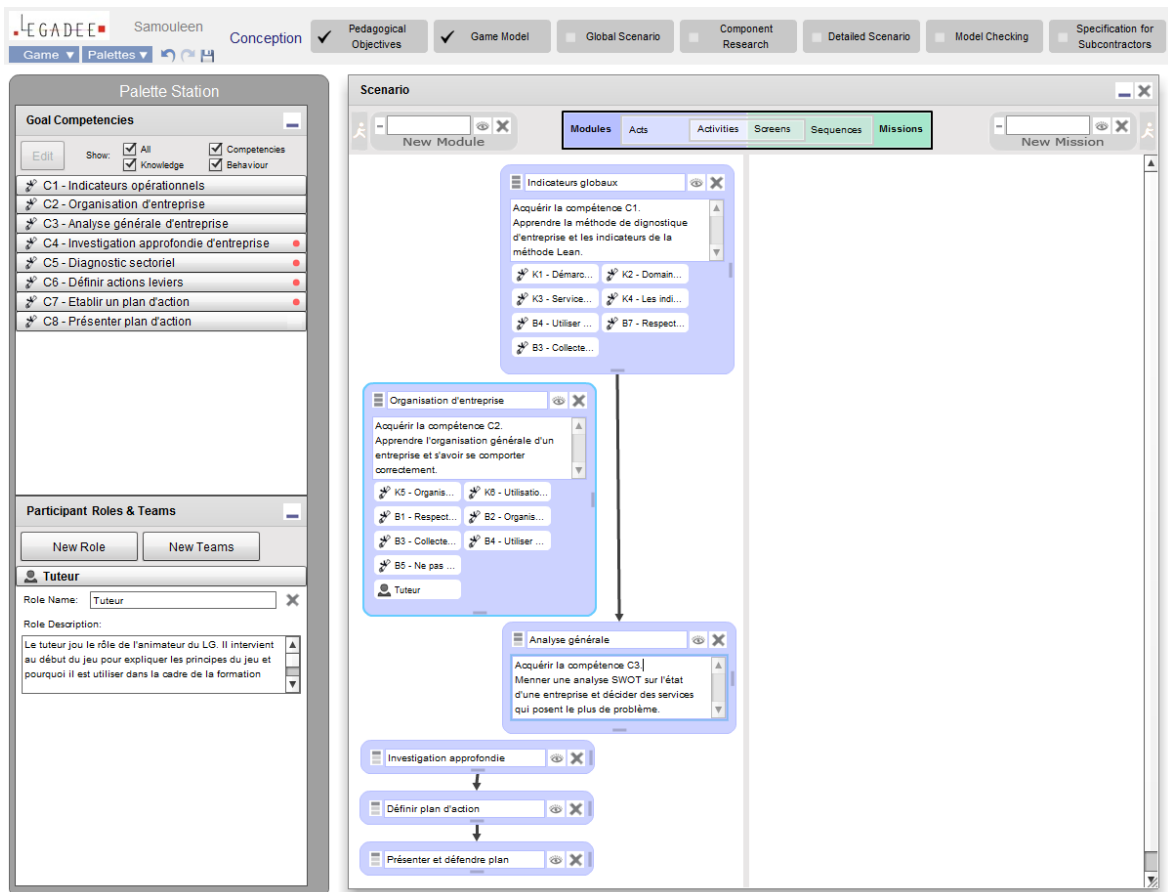 LEGADEE
Samouleen
Conception
Pedagogical
Objectives
Game Model
Global Scenario
Component
Research
Detailed Scenario
Model Checking
Specification for
Subcontractors
Game ▼
Palettes ▼
Palette Station
Goal Competencies
Edit
Show:
All
Competencies
Knowledge
Behaviour
C1 - Indicateurs opérationnels
C2 - Organisation d'entreprise
C3 - Analyse générale d'entreprise
C4 - Investigation approfondie d'entreprise
C5 - Diagnostic sectoriel
C6 - Définir actions leviers
C7 - Etablir un plan d'action
C8 - Présenter plan d'action
Participant Roles & Teams
New Role
New Teams
Tuteur
Role Name:
Tuteur
Role Description:
Le tuteur jou le rôle de l'animateur du LG. Il intervient
au début du jeu pour expliquer les principes du jeu et
pourquoi il est utiliser dans la cadre de la formation
Scenario
New Module
Modules
Acts
Activities
Screens
Sequences
Missions
New Mission
Indicateurs globaux
Acquérir la compétence C1.
Apprendre la méthode de dignostique
d'entreprise et les indicateurs de la
méthode Lean.
K1 - Démarc...
K2 - Domain...
K3 - Service...
K4 - Les indi...
B4 - Utiliser ...
B7 - Respect...
B3 - Collecte...
Organisation d'entreprise
Acquérir la compétence C2.
Apprendre l'organisation générale d'un
entreprise et s'avoir se comporter
correctement.
K5 - Organis...
K6 - Utilisatio...
B1 - Respect...
B2 - Organis...
B3 - Collecte...
B4 - Utiliser ...
B5 - Ne pas ...
Tuteur
Analyse générale
Acquérir la compétence C3.
Menner une analyse SWOT sur l'état
d'une entreprise et décider des services
qui posent le plus de problème.
Investigation approfondie
Définir plan d'action
Présenter et défendre plan